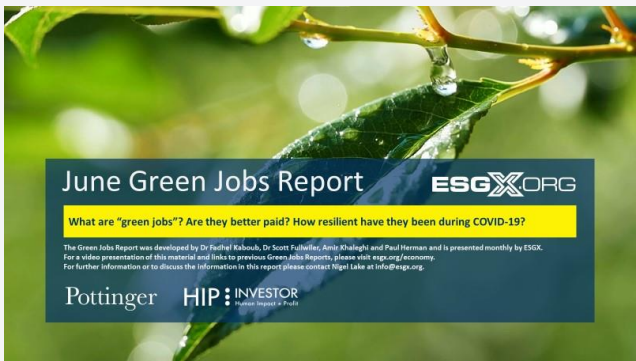 June Green Jobs Report
ESGX.ORG
What are "green jobs"? Are they better paid? How resilient have they been during COVID-19?
The Green Jobs Report was developed by Dr Fadhel Kaboub, Dr Scott Fullwiler, Amir Khaleghi and Paul Herman and is presented monthly by ESGX.
For a video presentation of this material and links to previous Green Jobs Reports, please visit esgx.org/economy.
For further information or to discuss the information in this report please contact Nigel Lake at info@esgx.org.
Pottinger
HIP INVESTOR
Human Impact + Profit